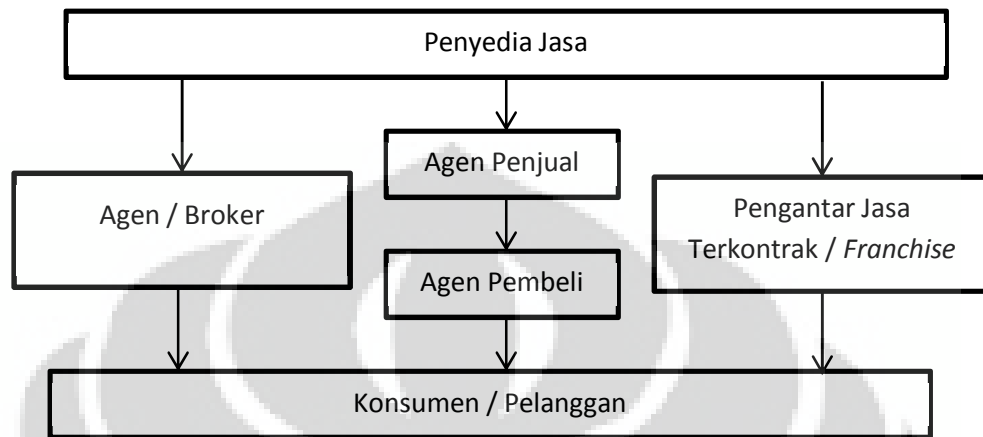 Penyedia Jasa
Agen Penjual
Agen / Broker
Pengantar Jasa
Terkontrak / Franchise
Agen Pembeli
Konsumen / Pelanggan